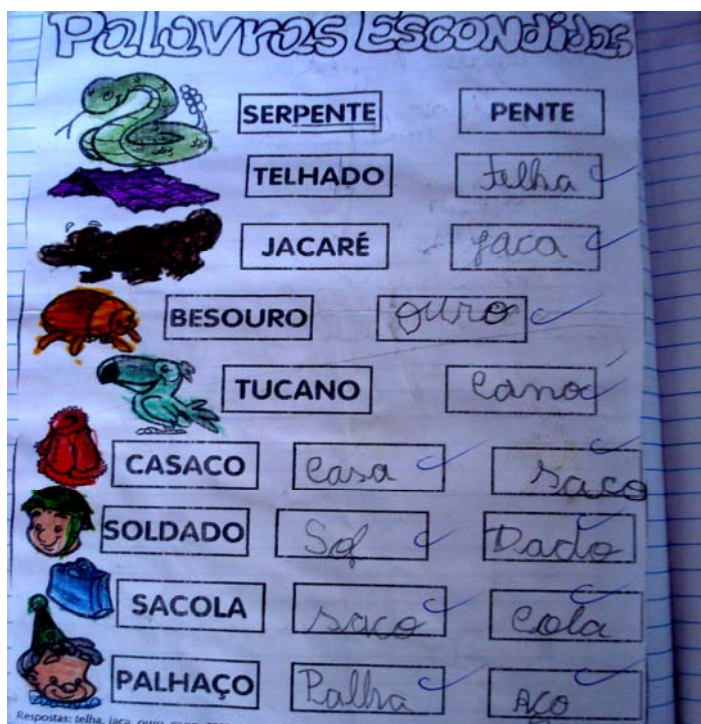 Palavras Escondidas
SERPENTE PENTE
TELHADO telha
JACARÉ jaca
BESOURO ouro
TUCANO cano
CASACO casa saco
SOLDADO Sol Dado
SACOLA saco cola
PALHAÇO Palha Aço
Respostas: telha, jaca, ouro, cano,